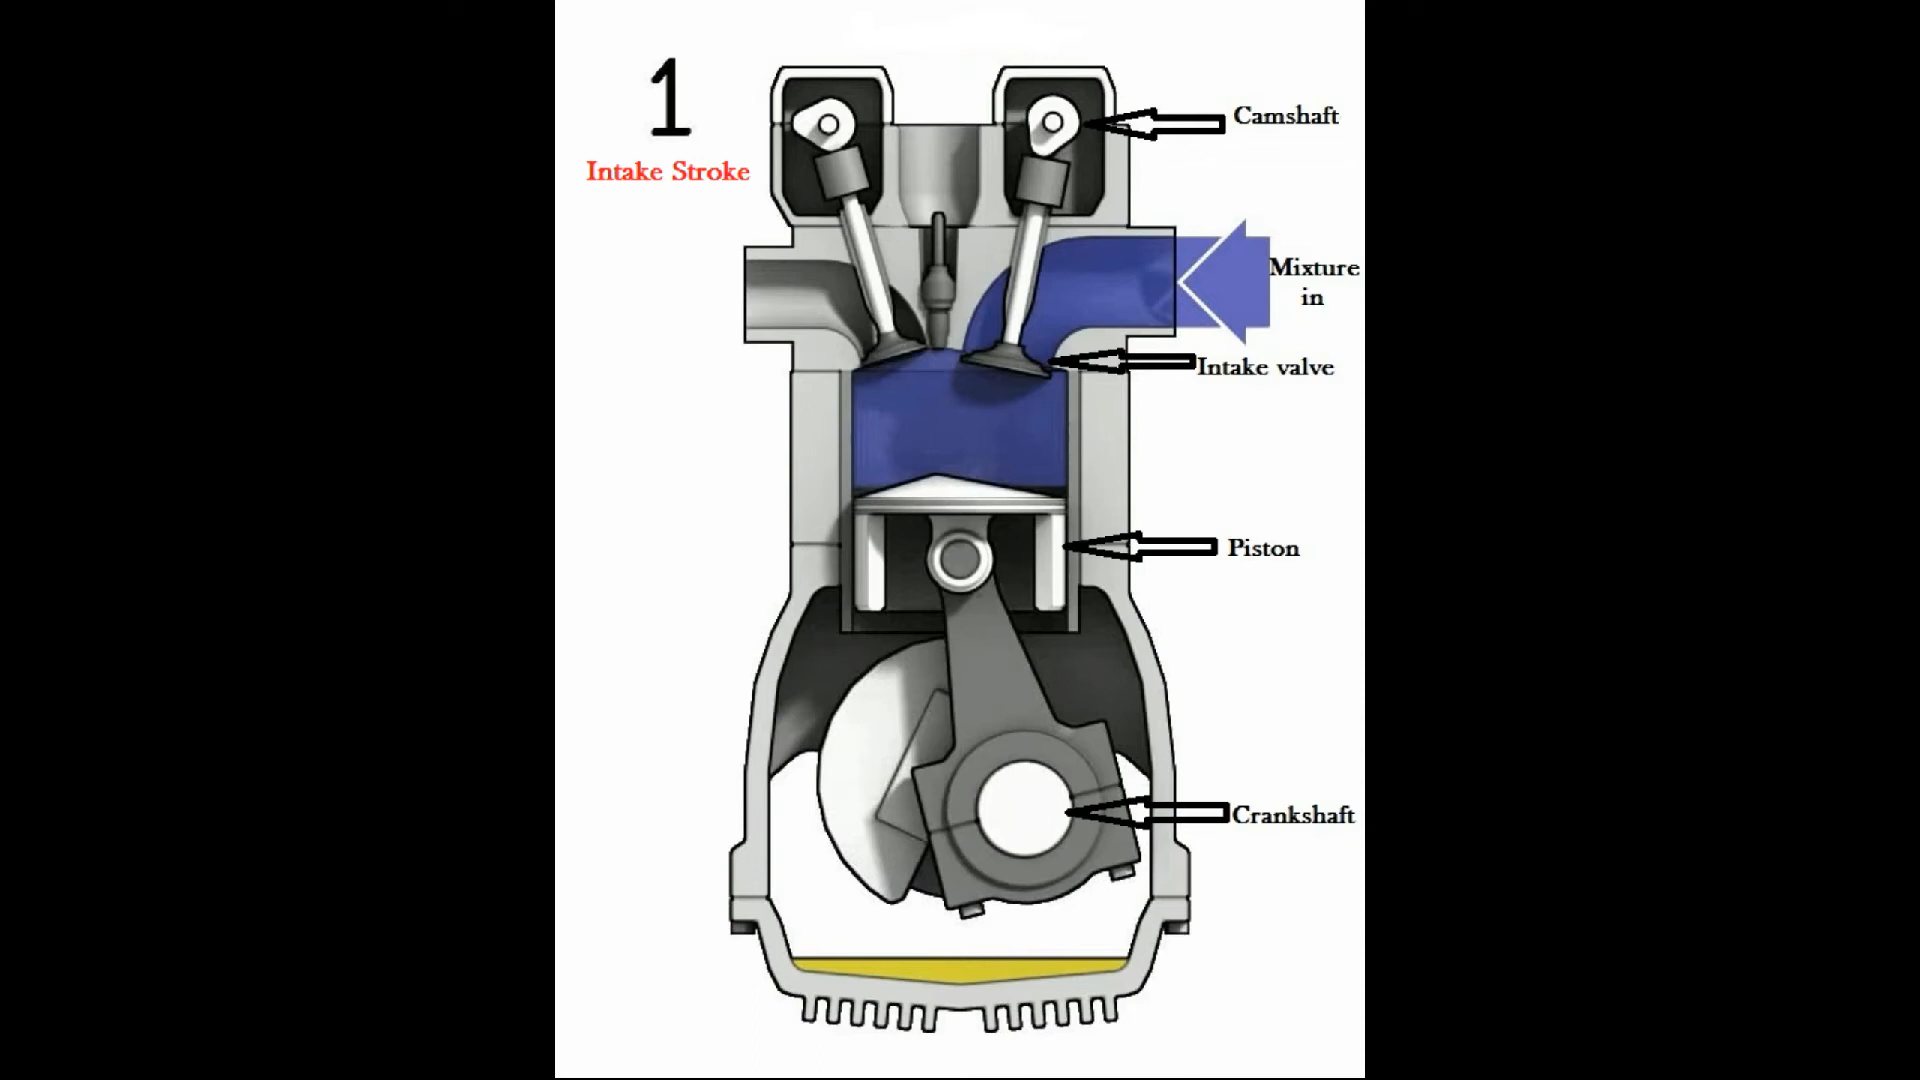 1
Intake Stroke
Camshaft
Mixture
in
Intake valve
Piston
Crankshaft